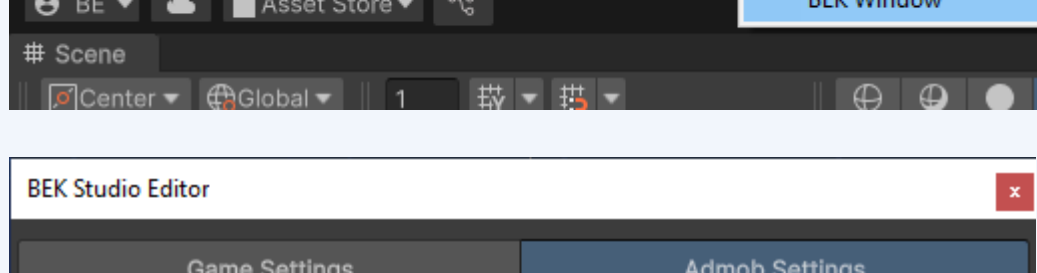 BE Asset Store BEK Window
Scene
Center Global 1
BEK Studio Editor x
Game Settings Admob Settings